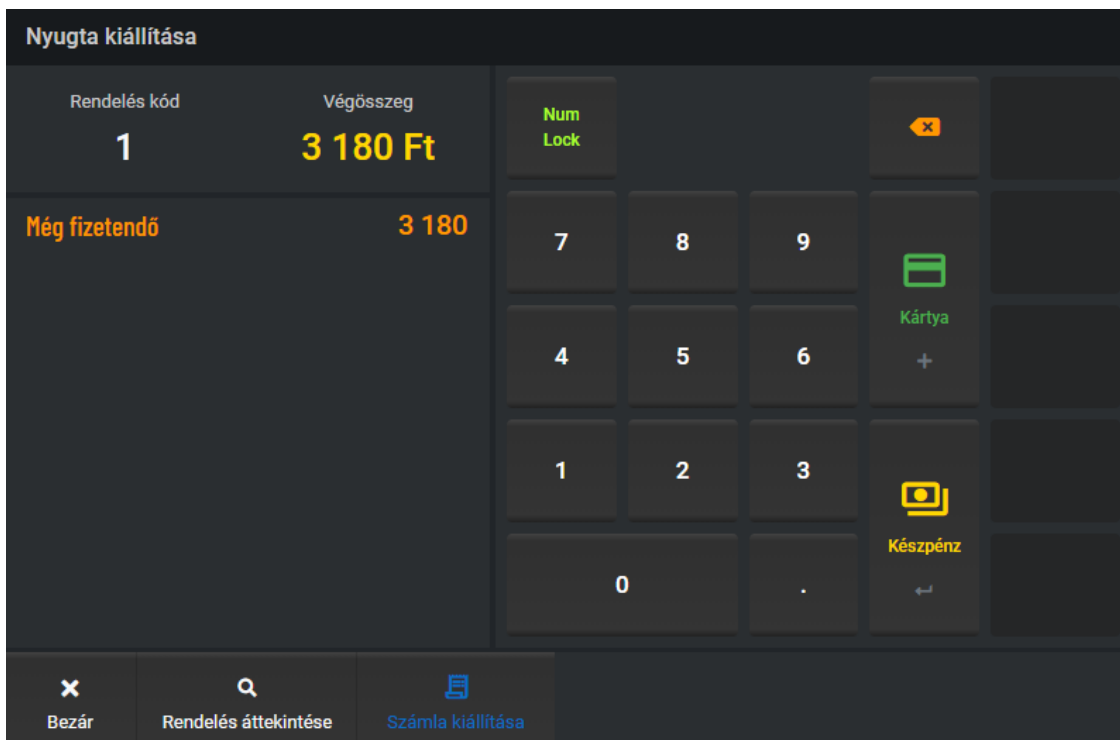 Nyugta kiállítása
Rendelés kód
1
Végösszeg
3 180 Ft
Még fizetendő 3 180
Num
Lock
7 8 9
Kártya
+
4 5 6
1 2 3
Készpénz
0 .
Bezár
Rendelés áttekintése
Számla kiállítása